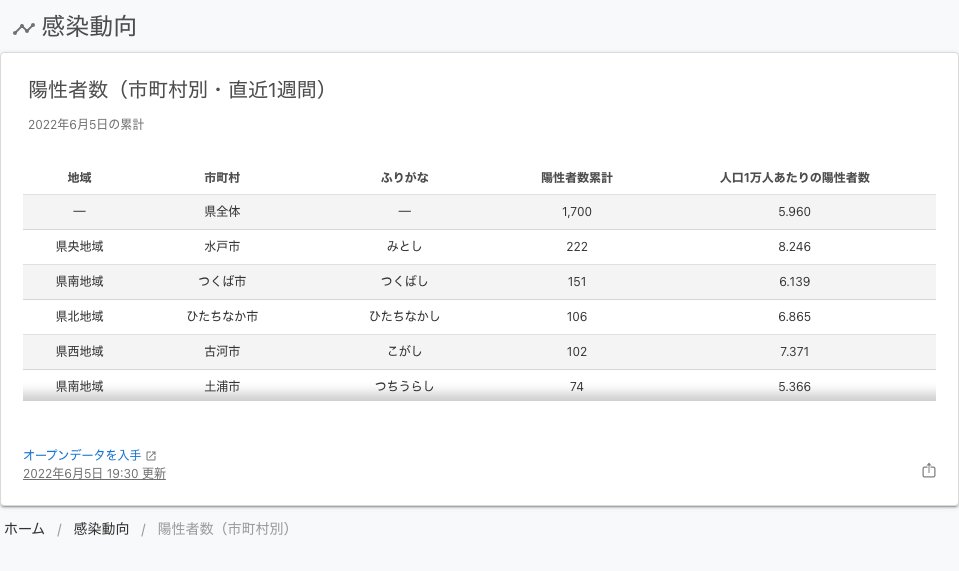 感染動向
陽性者数（市町村別・直近1週間）
2022年6月5日の累計
地域 市町村 ふりがな 陽性者数累計 人口1万人あたりの陽性者数
— 県全体 — 1,700 5.960
県央地域 水戸市 みとし 222 8.246
県南地域 つくば市 つくばし 151 6.139
県北地域 ひたちなか市 ひたちなかし 106 6.865
県西地域 古河市 こがし 102 7.371
県南地域 土浦市 つちうらし 74 5.366
オープンデータを入手
2022年6月5日 19:30 更新
ホーム / 感染動向 / 陽性者数（市町村別）